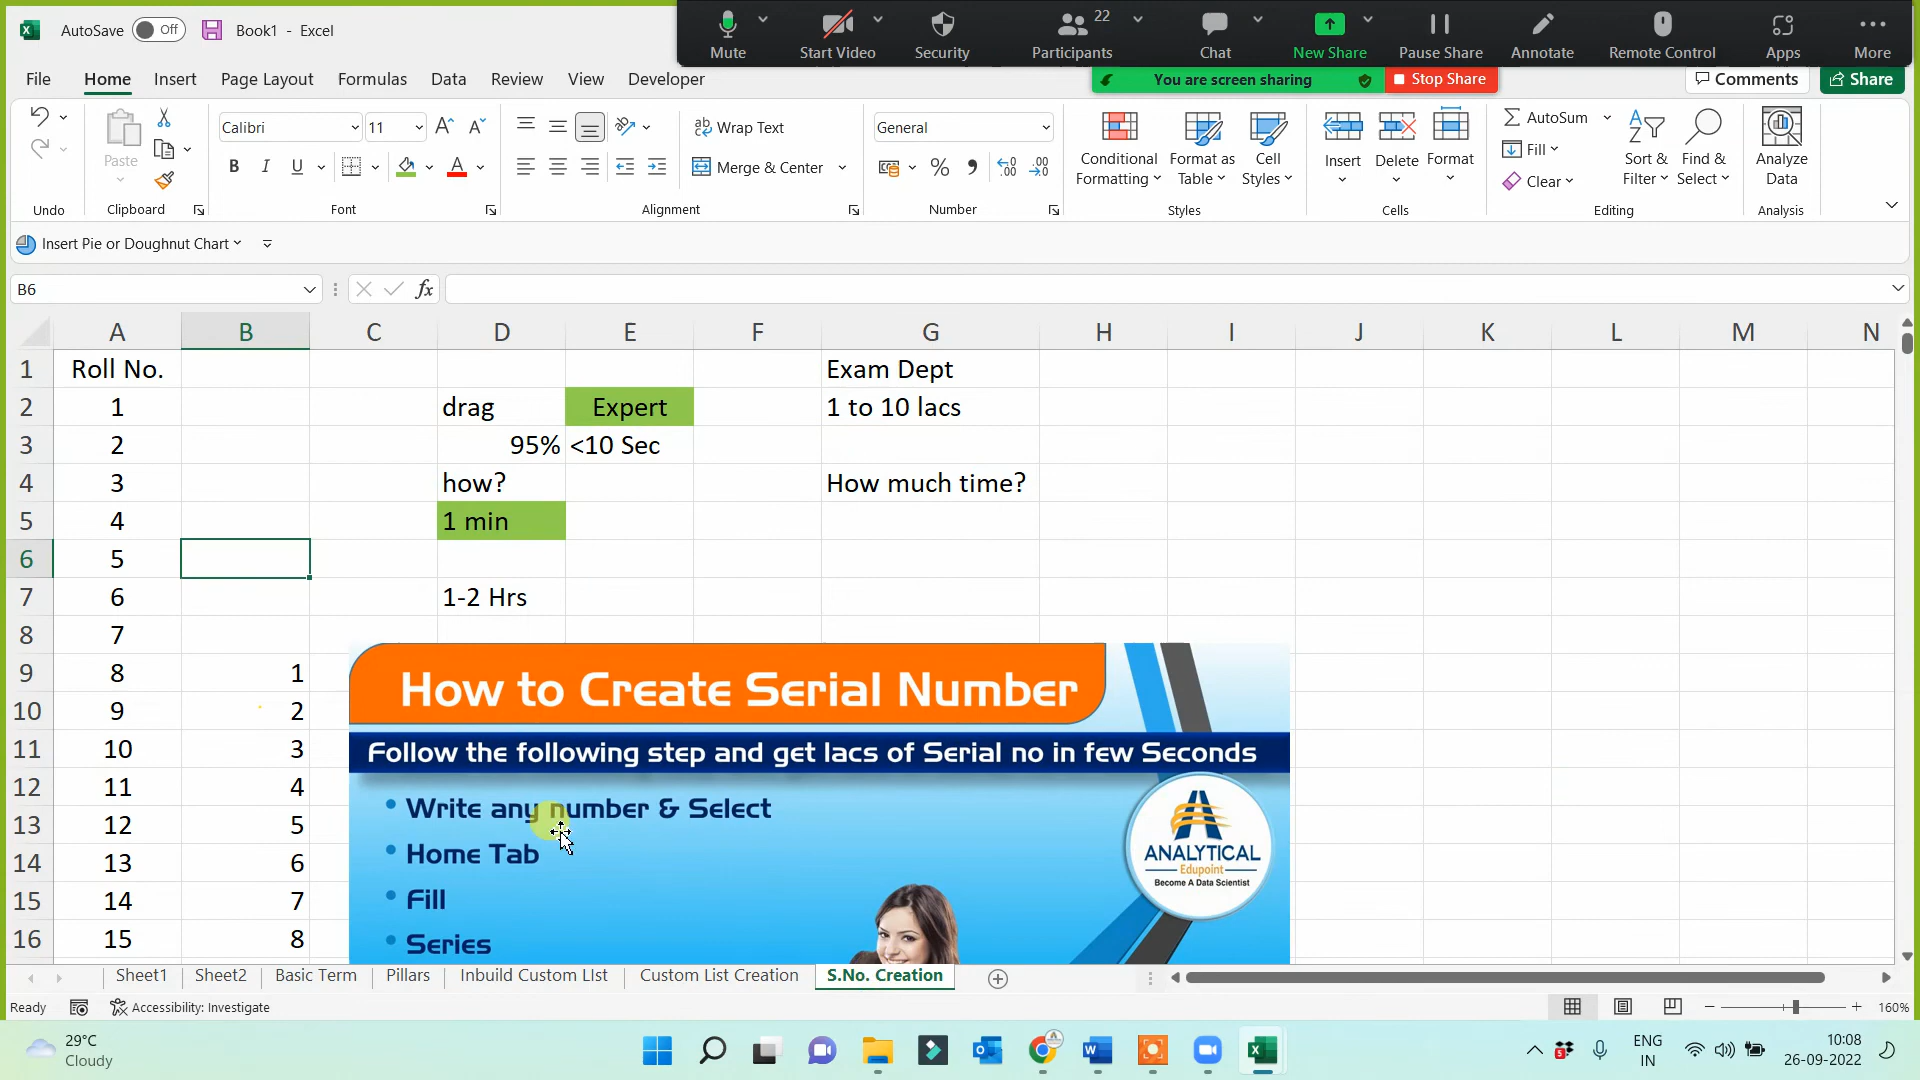 AutoSave Off Book1 - Excel
Mute Start Video Security Participants 22 Chat New Share Pause Share Annotate Remote Control Apps More
File Home Insert Page Layout Formulas Data Review View Developer
You are screen sharing Stop Share Comments Share
Calibri 11 Wrap Text General AutoSum
Paste Conditional Formatting Format as Table Cell Styles Insert Delete Format Fill Sort & Filter Find & Select Analyze Data
B I U A Merge & Center % Clear
Undo Clipboard Font Alignment Number Styles Cells Editing Analysis
Insert Pie or Doughnut Chart
B6 fx
A B C D E F G H I J K L M N
1 Roll No. Exam Dept
2 1 drag Expert 1 to 10 lacs
3 2 95% <10 Sec
4 3 how? How much time?
5 4 1 min
6 5
7 6 1-2 Hrs
8 7
9 8 1
10 9 2
11 10 3
12 11 4
13 12 5
14 13 6
15 14 7
16 15 8
How to Create Serial Number
Follow the following step and get lacs of Serial no in few Seconds
• Write any number & Select
• Home Tab
• Fill
• Series
ANALYTICAL
Edupoint
Become A Data Scientist
Sheet1 Sheet2 Basic Term Pillars Inbuild Custom LIst Custom List Creation S.No. Creation
Ready Accessibility: Investigate 160%
29°C
Cloudy
ENG
IN
10:08
26-09-2022